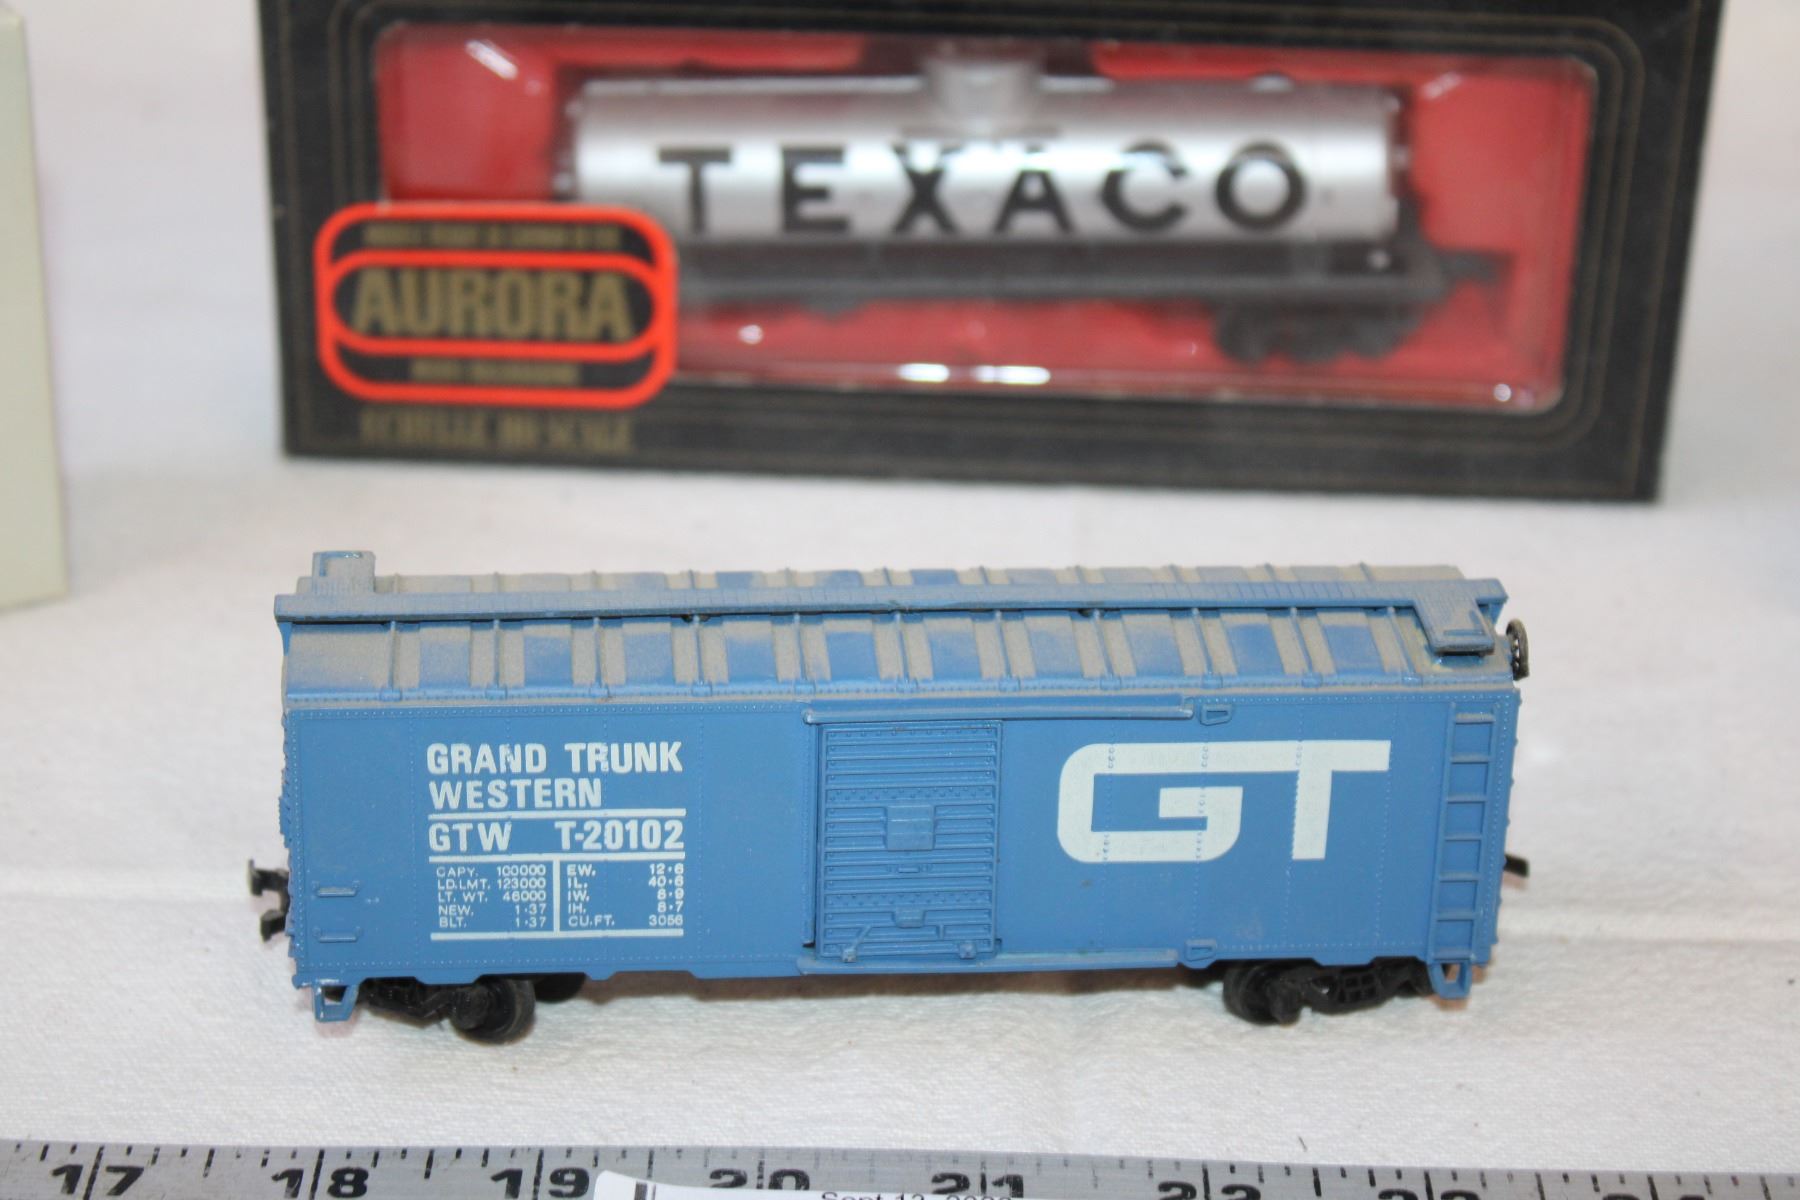 TEXACO
AURORA
GRAND TRUNK
WESTERN
GTW T-20102
CAPY. 100000
LD.LMT. 123000
LT. WT. 46000
NEW. 1-37
BLT. 1-37
EW. 12-6
IL. 40-6
IW. 8-9
IH. 8-7
CU.FT. 3056
GT
17 18 19 20 21 22